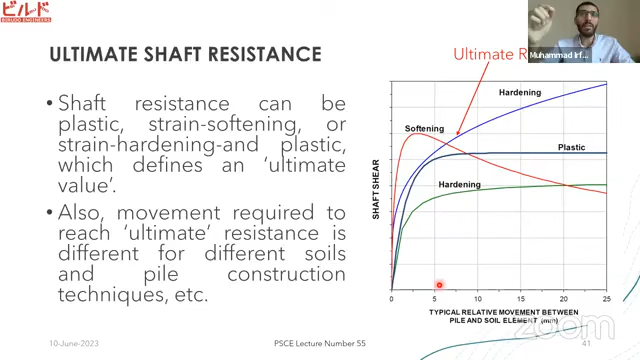 ビルド
BUILUDO ENGINEERS
ULTIMATE SHAFT RESISTANCE
Ultimate R
Muhammad Irf...
• Shaft resistance can be
plastic, strain-softening, or
strain-hardening-and plastic,
which defines an ‘ultimate
value’.
• Also, movement required to
reach ‘ultimate’ resistance is
different for different soils
and pile construction
techniques, etc.
Hardening
Softening
Plastic
Hardening
SHAFT SHEAR
0 5 10 15 20 25
TYPICAL RELATIVE MOVEMENT BETWEEN
PILE AND SOIL ELEMENT (mm)
zoom
10-June-2023
PSCE Lecture Number 55
41